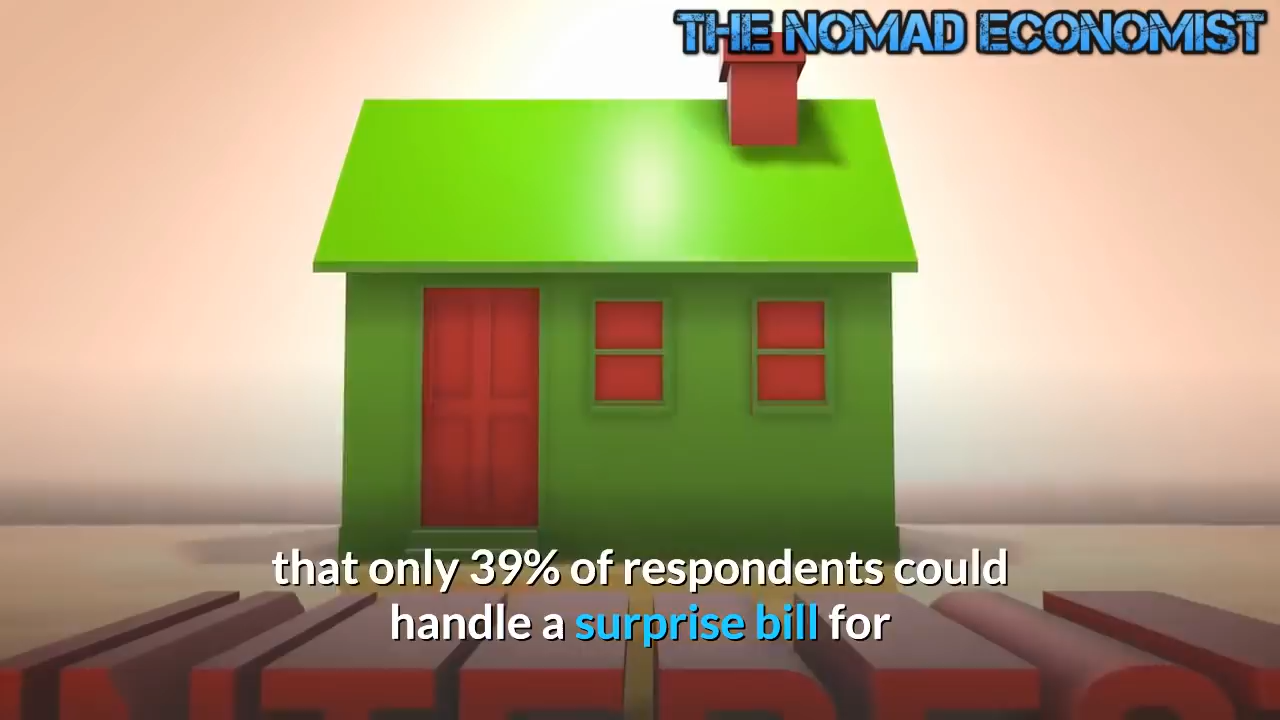 THE NOMAD ECONOMIST
that only 39% of respondents could
handle a surprise bill for